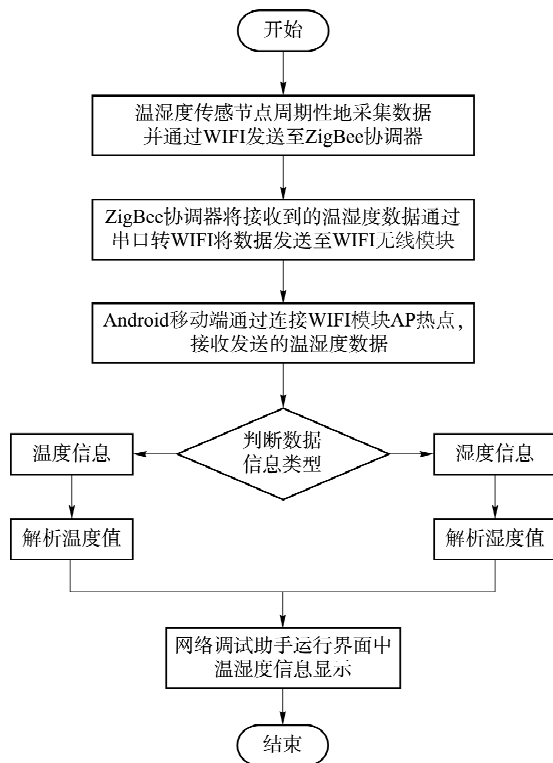 开始
温湿度传感节点周期性地采集数据
并通过WIFI发送至ZigBee协调器
ZigBee协调器将接收到的温湿度数据通过
串口转WIFI将数据发送至WIFI无线模块
Android移动端通过连接WIFI模块AP热点，
接收发送的温湿度数据
判断数据
信息类型
温度信息
湿度信息
解析温度值
解析湿度值
网络调试助手运行界面中
温湿度信息显示
结束